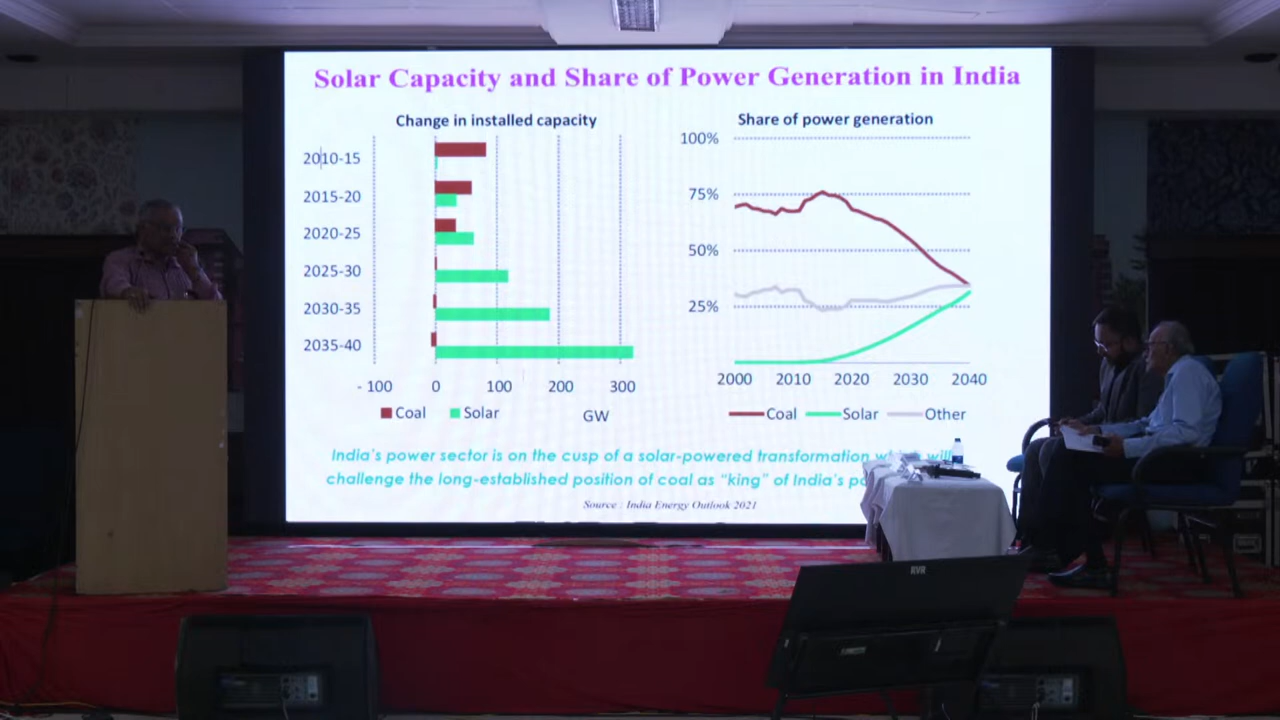 Solar Capacity and Share of Power Generation in India
Change in installed capacity
2010-15
2015-20
2020-25
2025-30
2030-35
2035-40
- 100 0 100 200 300
Coal Solar GW
Share of power generation
100%
75%
50%
25%
2000 2010 2020 2030 2040
Coal Solar Other
India's power sector is on the cusp of a solar-powered transformation will
challenge the long-established position of coal as "king" of India's
Source : India Energy Outlook 2021
RVR